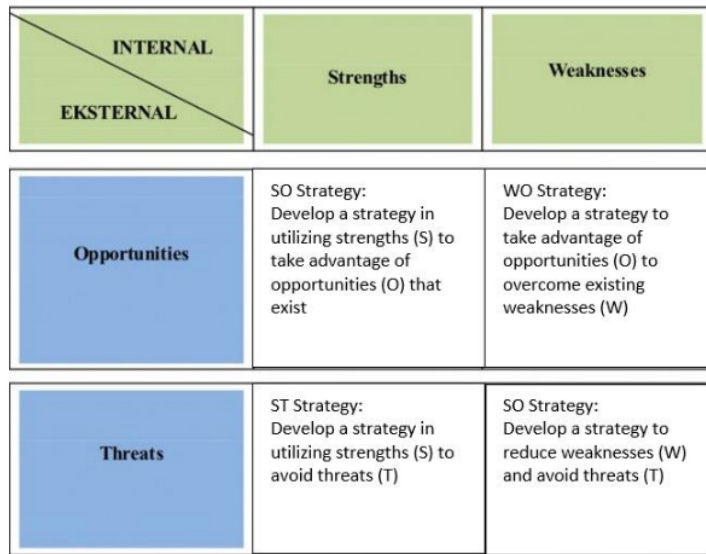 INTERNAL
EKSTERNAL
Strengths
Weaknesses
Opportunities
SO Strategy:
Develop a strategy in
utilizing strengths (S) to
take advantage of
opportunities (O) that
exist
WO Strategy:
Develop a strategy to
take advantage of
opportunities (O) to
overcome existing
weaknesses (W)
Threats
ST Strategy:
Develop a strategy in
utilizing strengths (S) to
avoid threats (T)
SO Strategy:
Develop a strategy to
reduce weaknesses (W)
and avoid threats (T)